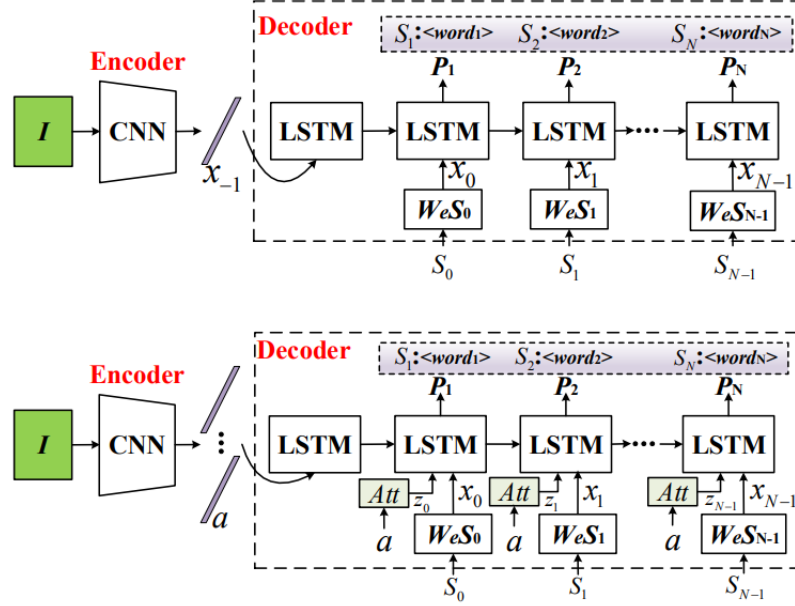 Decoder
S1:<word1> S2:<word2> SN:<wordN>
Encoder
P1 P2 PN
I CNN LSTM LSTM LSTM ••• LSTM
x-1 x0 x1 xN-1
WeS0 WeS1 WeSN-1
S0 S1 SN-1
Decoder
S1:<word1> S2:<word2> SN:<wordN>
Encoder
P1 P2 PN
I CNN ⋮ LSTM LSTM LSTM ••• LSTM
Att z0 x0 Att z1 x1 Att zN-1 xN-1
a a WeS0 a WeS1 a WeSN-1
S0 S1 SN-1